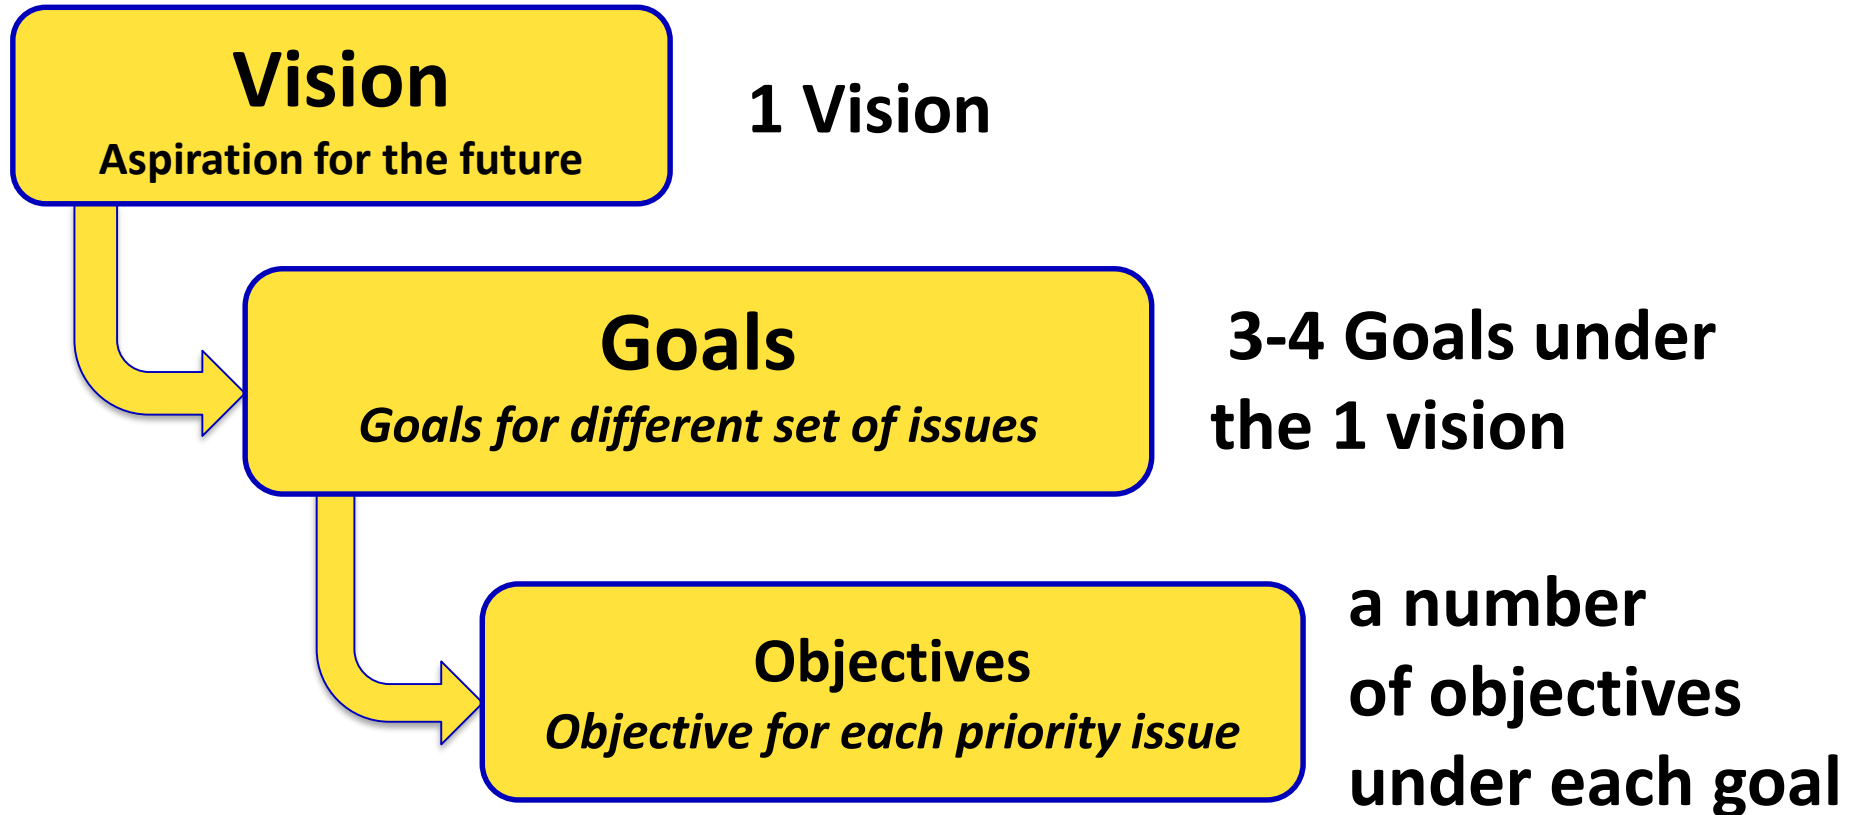 Vision
Aspiration for the future
1 Vision
Goals
Goals for different set of issues
3-4 Goals under
the 1 vision
Objectives
Objective for each priority issue
a number
of objectives
under each goal